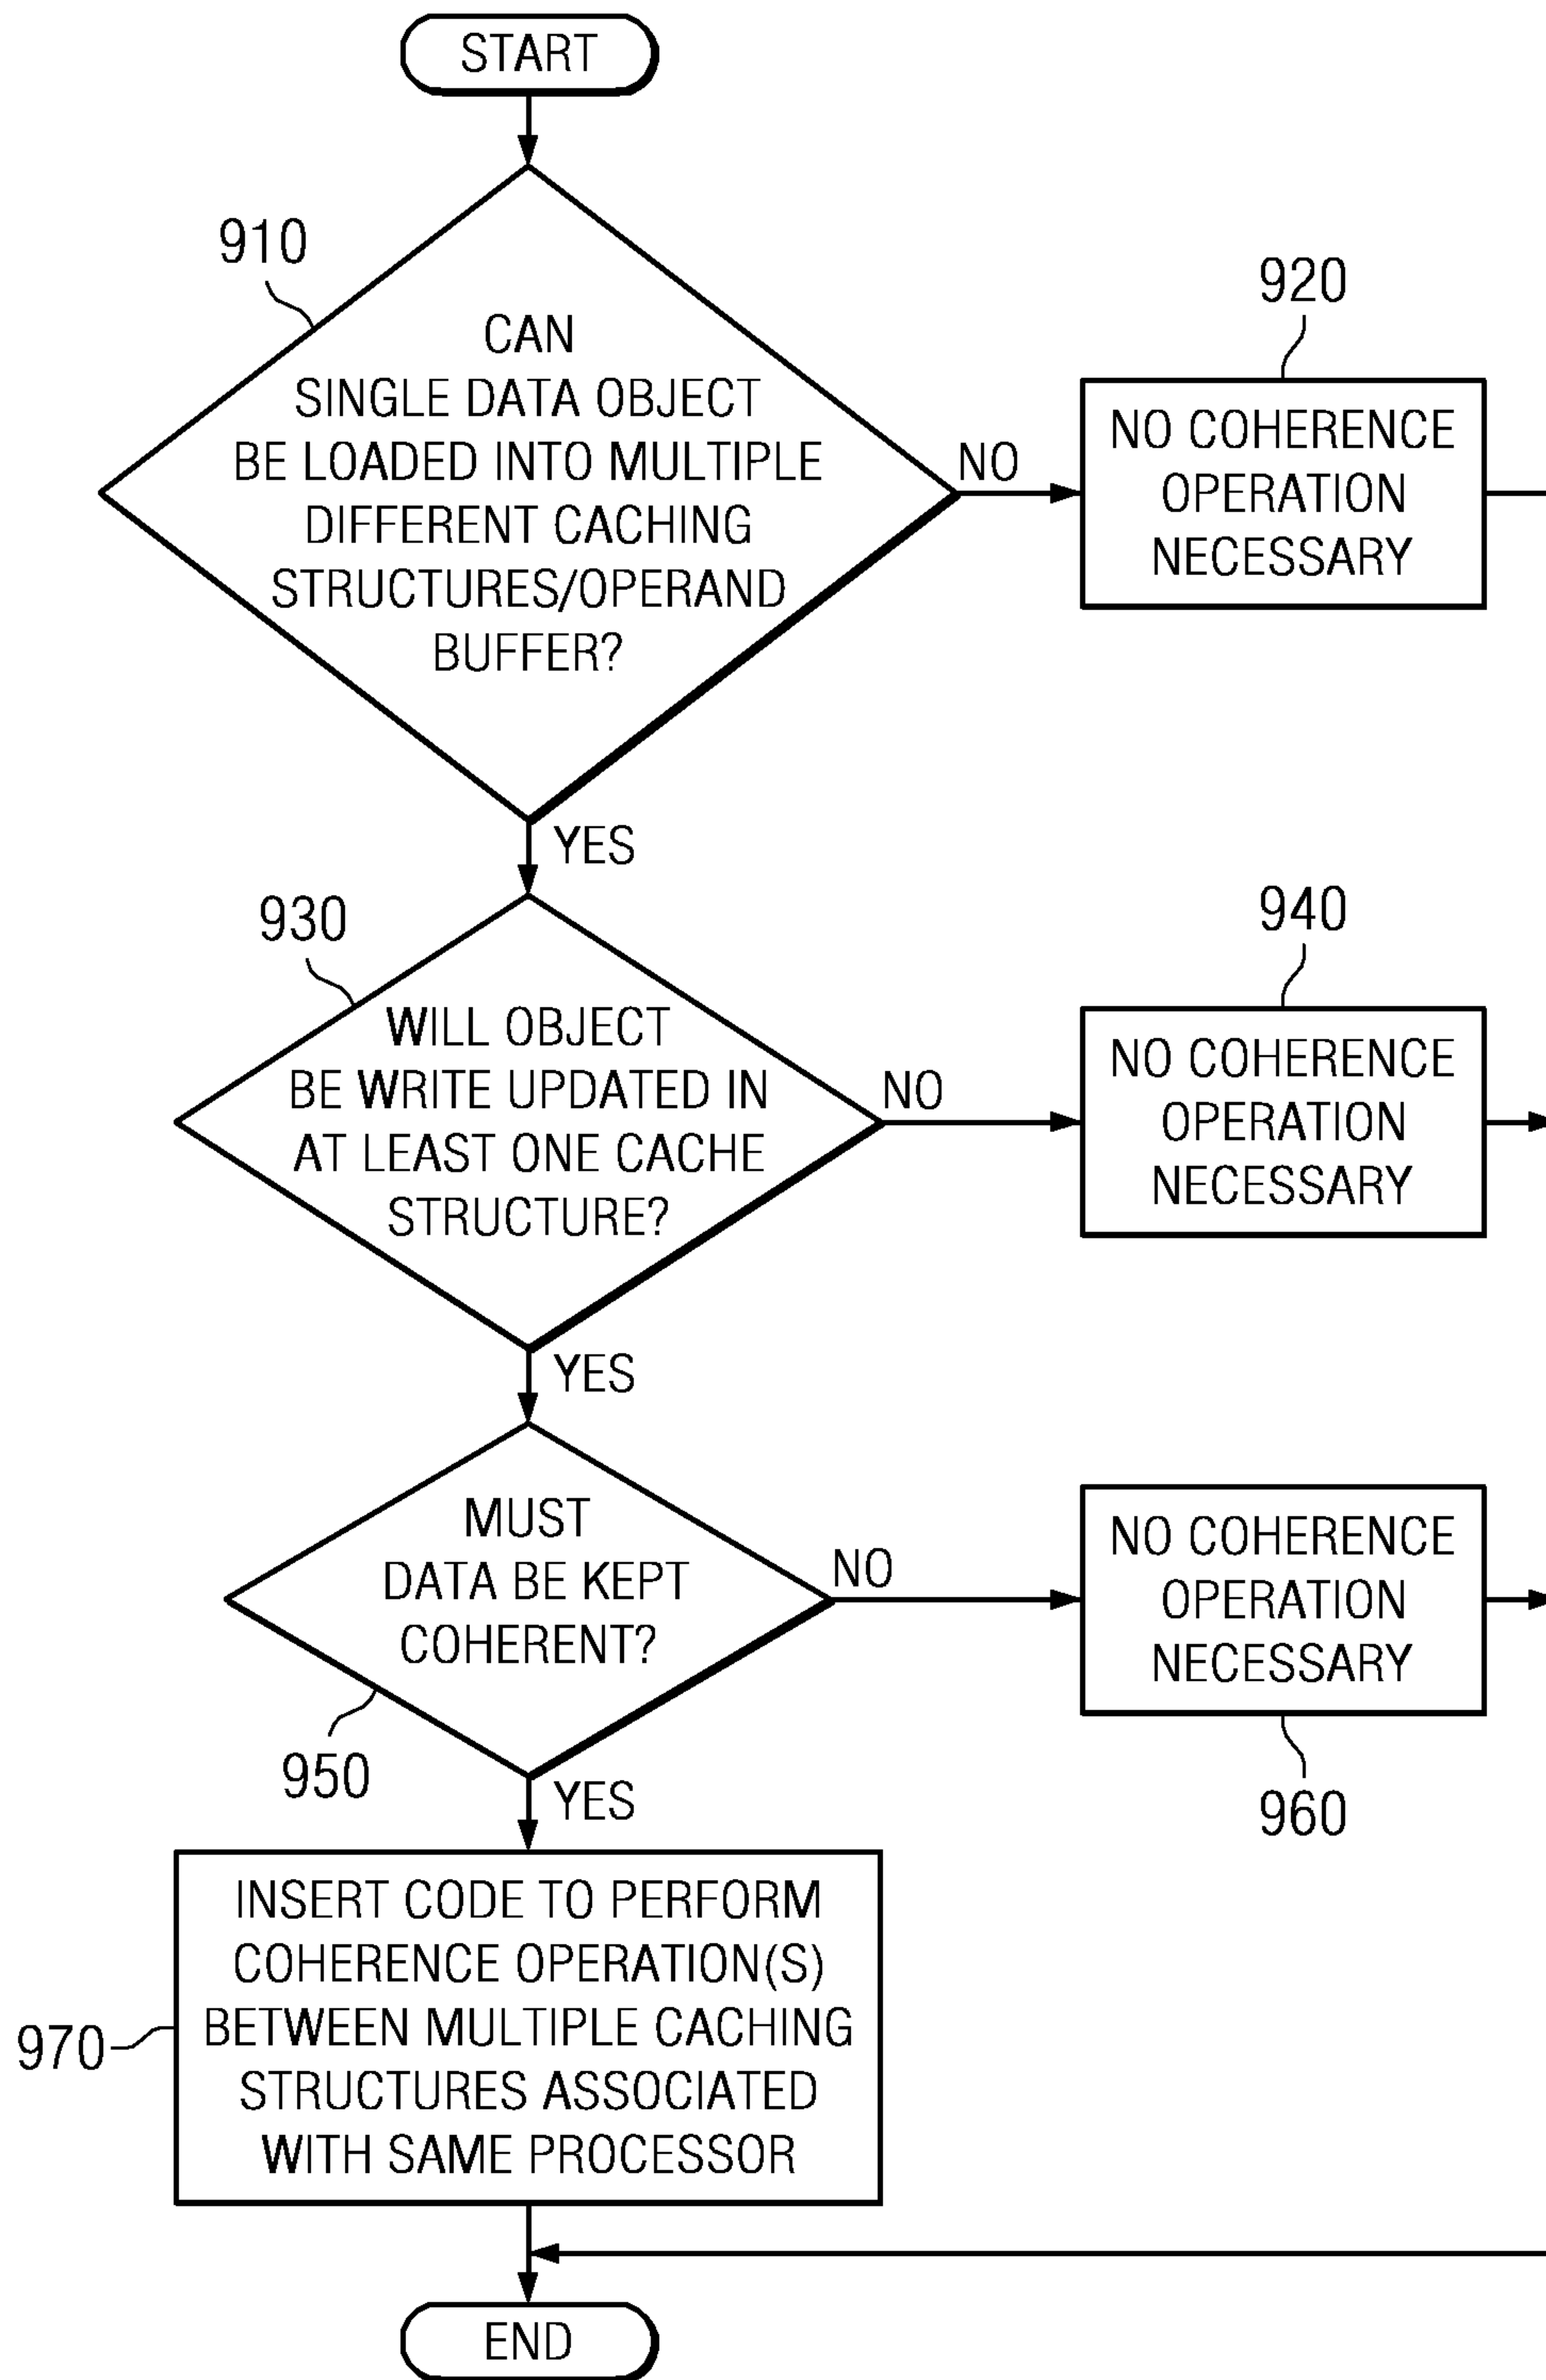 START
910
CAN
SINGLE DATA OBJECT
BE LOADED INTO MULTIPLE
DIFFERENT CACHING
STRUCTURES/OPERAND
BUFFER?
NO
920
NO COHERENCE
OPERATION
NECESSARY
YES
930
WILL OBJECT
BE WRITE UPDATED IN
AT LEAST ONE CACHE
STRUCTURE?
NO
940
NO COHERENCE
OPERATION
NECESSARY
YES
MUST
DATA BE KEPT
COHERENT?
950
NO
NO COHERENCE
OPERATION
NECESSARY
960
YES
INSERT CODE TO PERFORM
COHERENCE OPERATION(S)
BETWEEN MULTIPLE CACHING
STRUCTURES ASSOCIATED
WITH SAME PROCESSOR
970
END